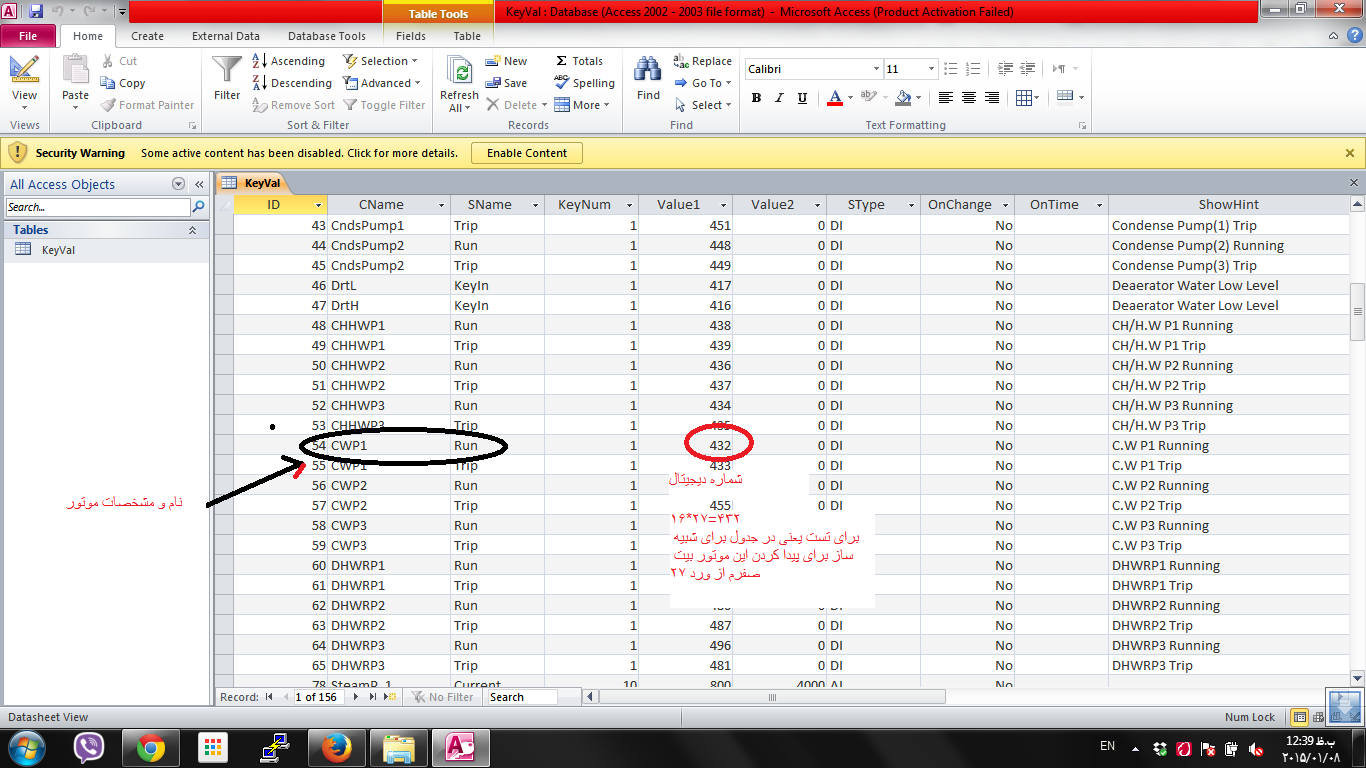 KeyVal : Database (Access 2002 - 2003 file format) - Microsoft Access (Product Activation Failed)
Table Tools
File Home Create External Data Database Tools Fields Table
View Paste Cut Copy Format Painter Filter Ascending Descending Remove Sort Selection Advanced Toggle Filter Refresh All New Save Delete Totals Spelling More Find Replace Go To Select Calibri 11 B I U A
Views Clipboard Sort & Filter Records Find Text Formatting
Security Warning Some active content has been disabled. Click for more details. Enable Content
All Access Objects
Search...
Tables
KeyVal
KeyVal
ID CName SName KeyNum Value1 Value2 SType OnChange OnTime ShowHint
43 CndsPump1 Trip 1 451 0 DI No Condense Pump(1) Trip
44 CndsPump2 Run 1 448 0 DI No Condense Pump(2) Running
45 CndsPump2 Trip 1 449 0 DI No Condense Pump(3) Trip
46 DrtL KeyIn 1 417 0 DI No Deaerator Water Low Level
47 DrtH KeyIn 1 416 0 DI No Deaerator Water Low Level
48 CHHWP1 Run 1 438 0 DI No CH/H.W P1 Running
49 CHHWP1 Trip 1 439 0 DI No CH/H.W P1 Trip
50 CHHWP2 Run 1 436 0 DI No CH/H.W P2 Running
51 CHHWP2 Trip 1 437 0 DI No CH/H.W P2 Trip
52 CHHWP3 Run 1 434 0 DI No CH/H.W P3 Running
53 CHHWP3 Trip 1 435 0 DI No CH/H.W P3 Trip
54 CWP1 Run 1 432 0 DI No C.W P1 Running
55 CWP1 Trip 1 433 0 DI No C.W P1 Trip
56 CWP2 Run 1 0 DI No C.W P2 Running
57 CWP2 Trip 1 455 0 DI No C.W P2 Trip
58 CWP3 Run 1 No C.W P3 Running
59 CWP3 Trip 1 No C.W P3 Trip
60 DHWRP1 Run 1 No DHWRP1 Running
61 DHWRP1 Trip 1 No DHWRP1 Trip
62 DHWRP2 Run 1 0 DI No DHWRP2 Running
63 DHWRP2 Trip 1 487 0 DI No DHWRP2 Trip
64 DHWRP3 Run 1 496 0 DI No DHWRP3 Running
65 DHWRP3 Trip 1 481 0 DI No DHWRP3 Trip
78 SteamP_1 Current 10 800 4000 AI No
نام و مشخصات موتور
شماره دیجیتال
۱۶*۲۷=۴۳۲
برای تست یعنی در جدول برای شبیه
ساز برای پیدا کردن این موتور بیت
صفرم از ورد ۲۷
Record: 1 of 156 No Filter Search
Datasheet View Num Lock
EN 12:39 ب.ظ
۲۰۱۵/۰۱/۰۸